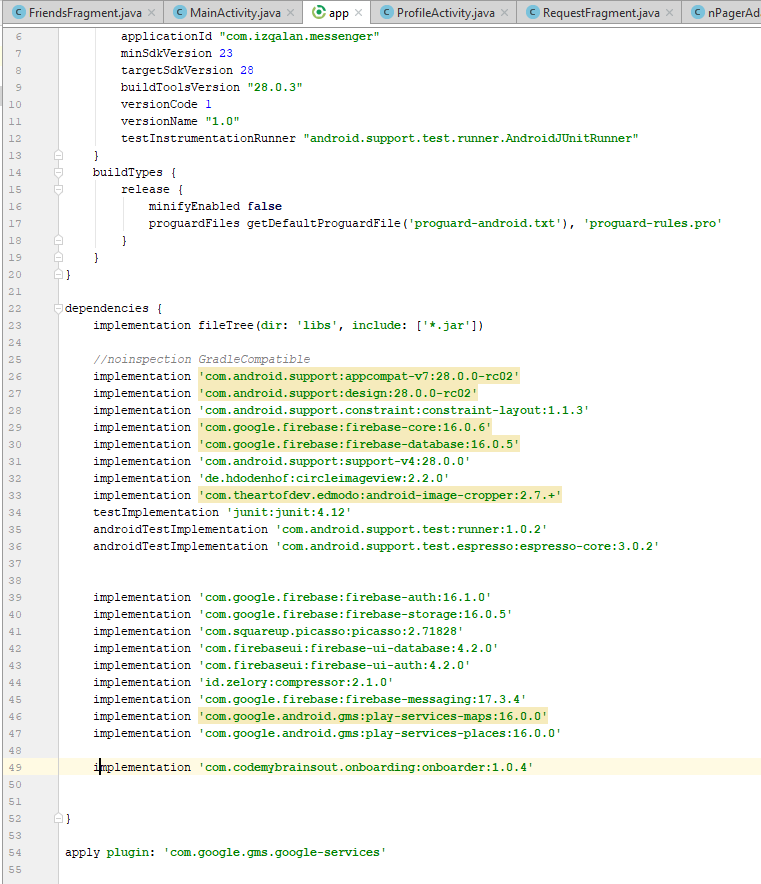 FriendsFragment.java × MainActivity.java × app × ProfileActivity.java × RequestFragment.java × nPagerAda
6 applicationId "com.izqalan.messenger"
7 minSdkVersion 23
8 targetSdkVersion 28
9 buildToolsVersion "28.0.3"
10 versionCode 1
11 versionName "1.0"
12 testInstrumentationRunner "android.support.test.runner.AndroidJUnitRunner"
13 }
14 buildTypes {
15 release {
16 minifyEnabled false
17 proguardFiles getDefaultProguardFile('proguard-android.txt'), 'proguard-rules.pro'
18 }
19 }
20 }
21
22 dependencies {
23 implementation fileTree(dir: 'libs', include: ['*.jar'])
24
25 //noinspection GradleCompatible
26 implementation 'com.android.support:appcompat-v7:28.0.0-rc02'
27 implementation 'com.android.support:design:28.0.0-rc02'
28 implementation 'com.android.support.constraint:constraint-layout:1.1.3'
29 implementation 'com.google.firebase:firebase-core:16.0.6'
30 implementation 'com.google.firebase:firebase-database:16.0.5'
31 implementation 'com.android.support:support-v4:28.0.0'
32 implementation 'de.hdodenhof:circleimageview:2.2.0'
33 implementation 'com.theartofdev.edmodo:android-image-cropper:2.7.+'
34 testImplementation 'junit:junit:4.12'
35 androidTestImplementation 'com.android.support.test:runner:1.0.2'
36 androidTestImplementation 'com.android.support.test.espresso:espresso-core:3.0.2'
37
38
39 implementation 'com.google.firebase:firebase-auth:16.1.0'
40 implementation 'com.google.firebase:firebase-storage:16.0.5'
41 implementation 'com.squareup.picasso:picasso:2.71828'
42 implementation 'com.firebaseui:firebase-ui-database:4.2.0'
43 implementation 'com.firebaseui:firebase-ui-auth:4.2.0'
44 implementation 'id.zelory:compressor:2.1.0'
45 implementation 'com.google.firebase:firebase-messaging:17.3.4'
46 implementation 'com.google.android.gms:play-services-maps:16.0.0'
47 implementation 'com.google.android.gms:play-services-places:16.0.0'
48
49 implementation 'com.codemybrainsout.onboarding:onboarder:1.0.4'
50
51
52 }
53
54 apply plugin: 'com.google.gms.google-services'
55